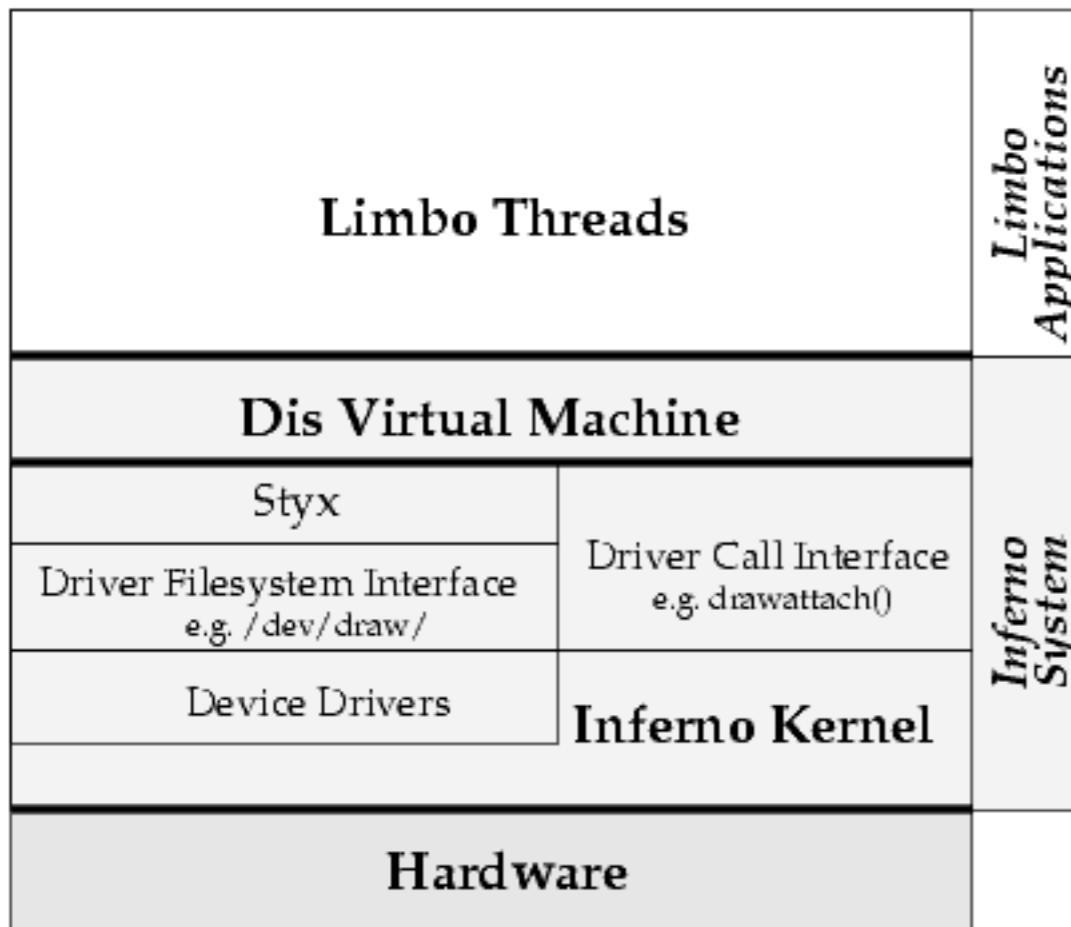 Limbo Threads
Limbo
Applications
Dis Virtual Machine
Styx
Driver Filesystem Interface
e.g. /dev/draw/
Driver Call Interface
e.g. drawattach()
Device Drivers
Inferno Kernel
Inferno
System
Hardware